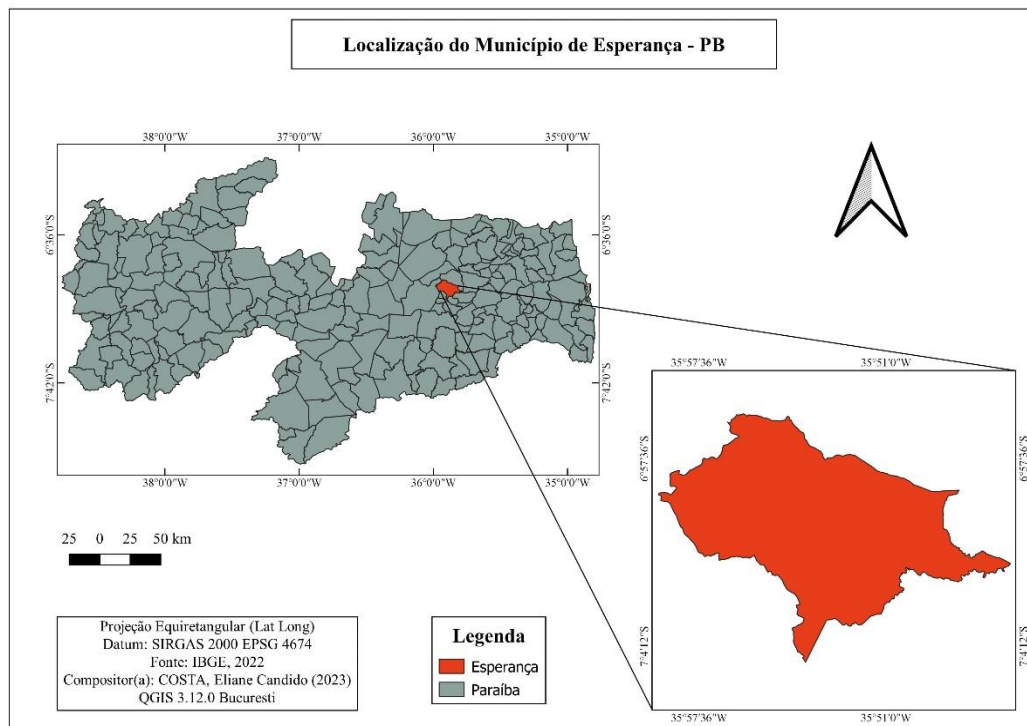 Localização do Município de Esperança - PB
38°0'0"W 37°0'0"W 36°0'0"W 35°0'0"W
6°36'0"S 6°36'0"S
7°42'0"S 7°42'0"S
38°0'0"W 37°0'0"W 36°0'0"W 35°0'0"W
35°57'36"W 35°51'0"W
6°57'36"S 6°57'36"S
7°4'12"S 7°4'12"S
35°57'36"W 35°51'0"W
25 0 25 50 km
Projeção Equiretangular (Lat Long)
Datum: SIRGAS 2000 EPSG 4674
Fonte: IBGE, 2022
Compositor(a): COSTA, Eliane Candido (2023)
QGIS 3.12.0 Bucuresti
Legenda
Esperança
Paraíba